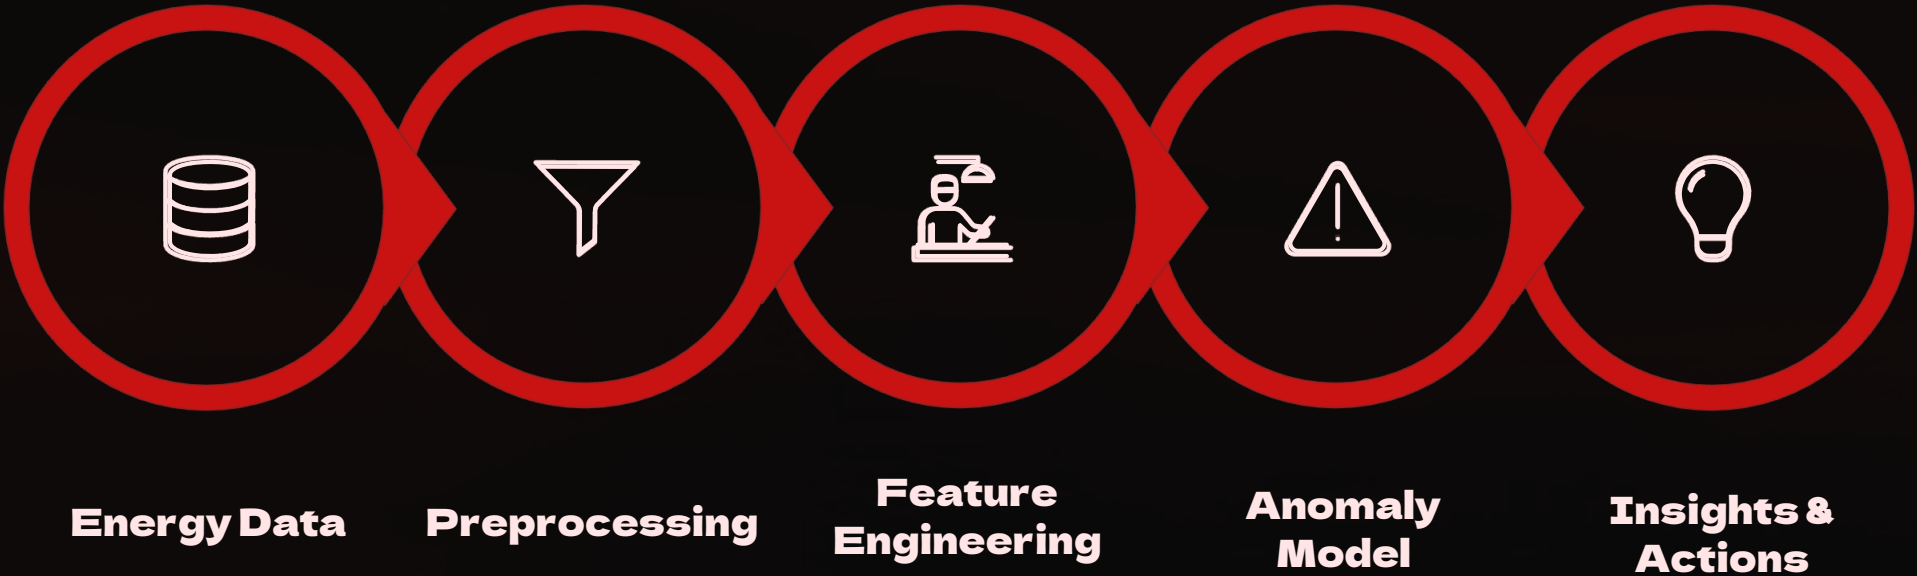 Energy Data
Preprocessing
Feature
Engineering
Anomaly
Model
Insights &
Actions